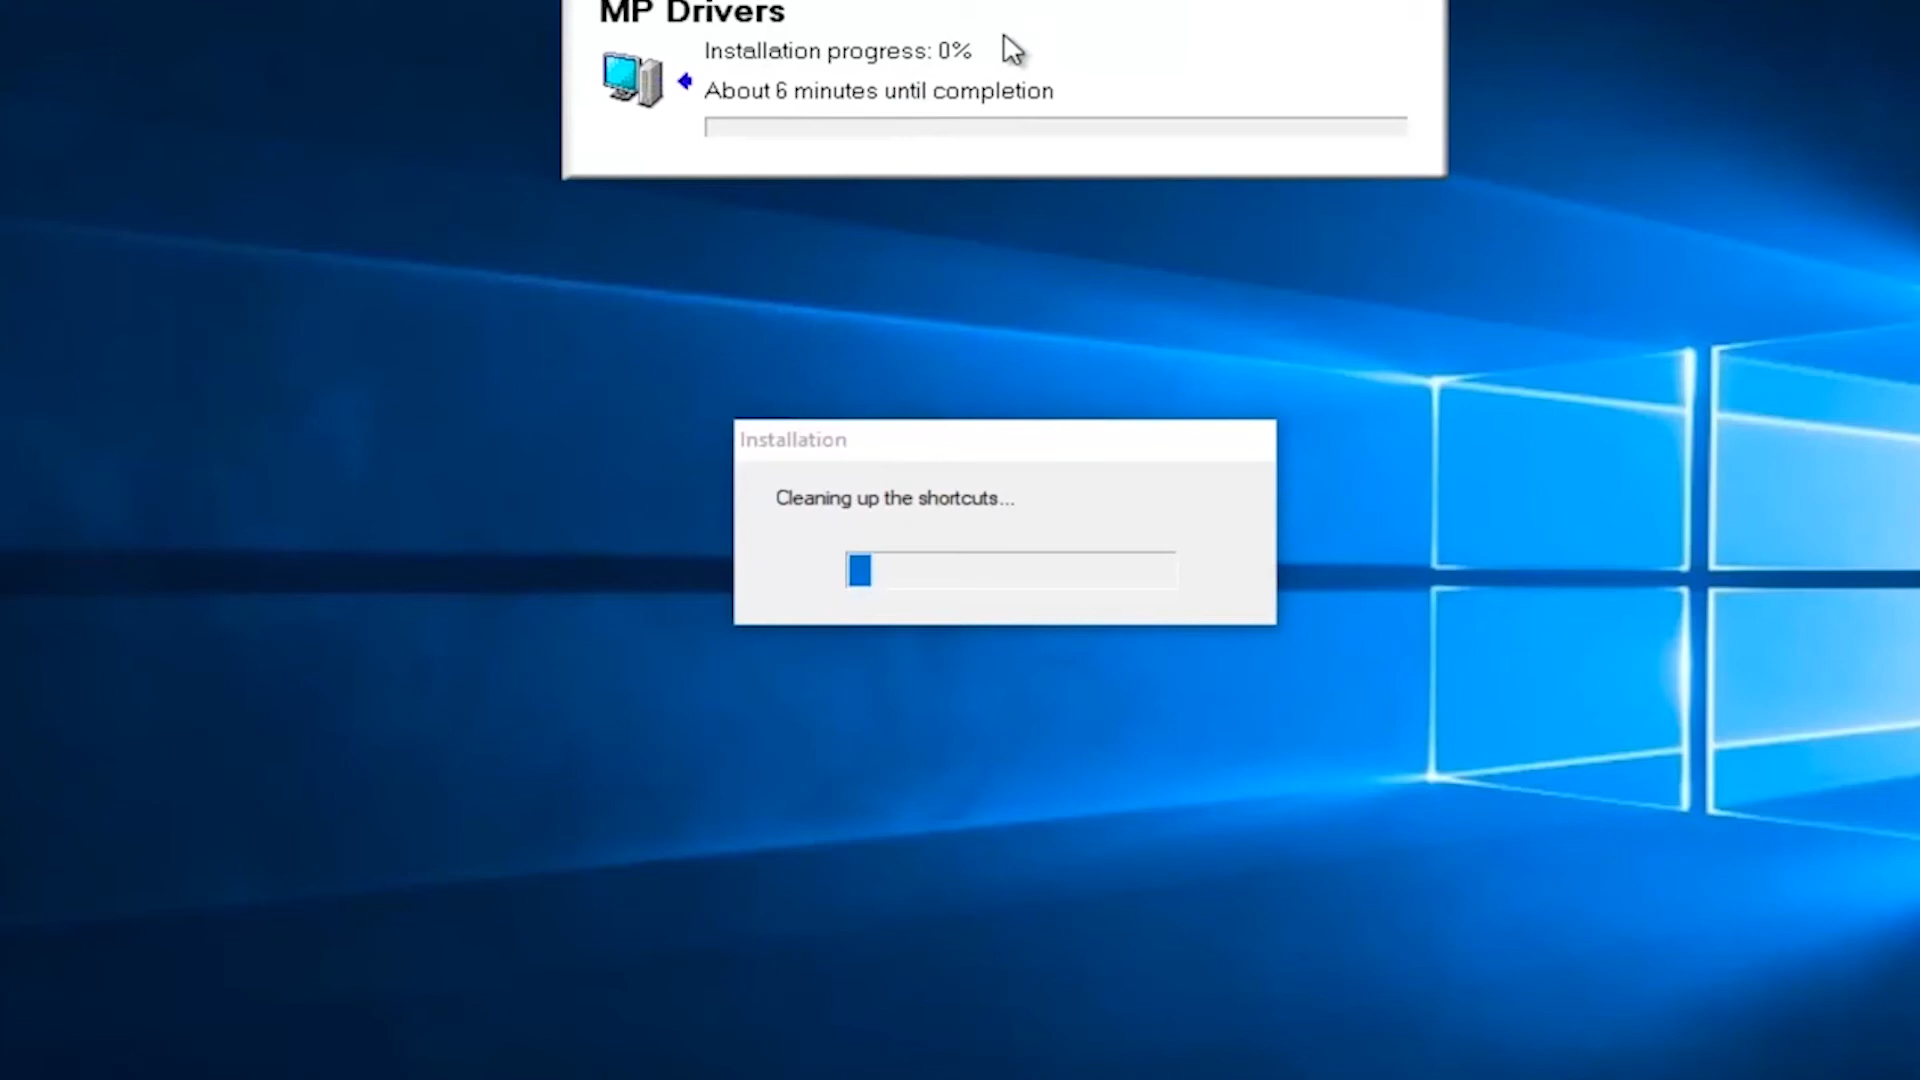 MP Drivers
Installation progress: 0%
About 6 minutes until completion
Installation
Cleaning up the shortcuts...